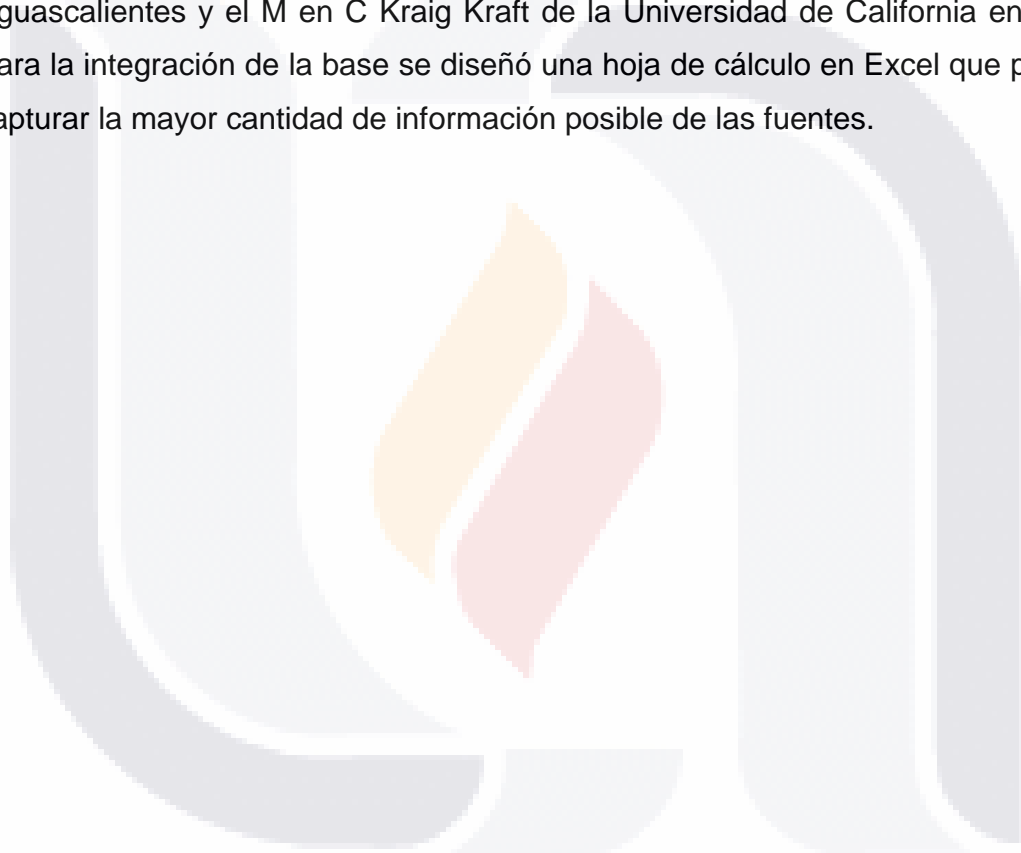 guascalientes y el M en C Kraig Kraft de la Universidad de California en
ara la integración de la base se diseñó una hoja de cálculo en Excel que p
apturar la mayor cantidad de información posible de las fuentes.